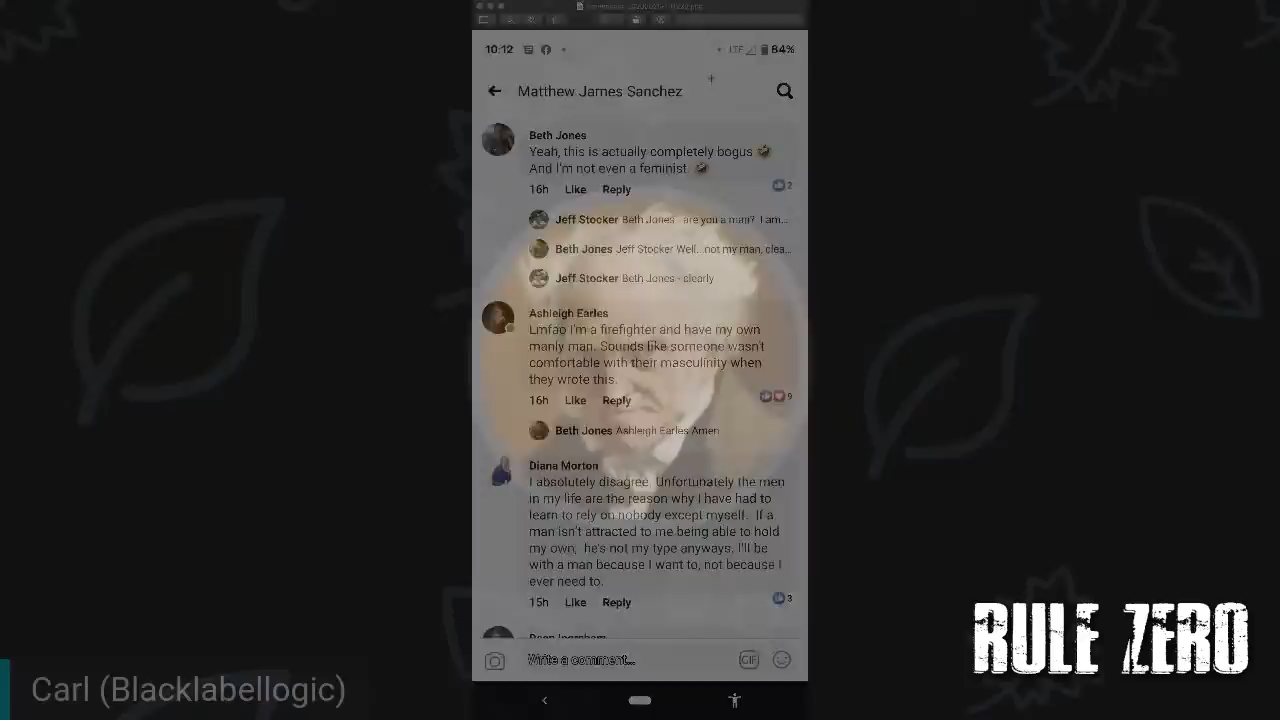 10:12
LTE
84%
Matthew James Sanchez
Beth Jones
Yeah, this is actually completely bogus
And I'm not even a feminist
16h Like Reply
2
Jeff Stocker Beth Jones - are you a man? I am...
Beth Jones Jeff Stocker Well...not my man, clea...
Jeff Stocker Beth Jones - clearly
Ashleigh Earles
Lmfao I'm a firefighter and have my own
manly man. Sounds like someone wasn't
comfortable with their masculinity when
they wrote this.
16h Like Reply
9
Beth Jones Ashleigh Earles Amen
Diana Morton
I absolutely disagree. Unfortunately the men
in my life are the reason why I have had to
learn to rely on nobody except myself. If a
man isn't attracted to me being able to hold
my own, he's not my type anyways. I'll be
with a man because I want to, not because I
ever need to.
15h Like Reply
3
Write a comment...
GIF
RULE ZERO
Carl (Blacklabellogic)